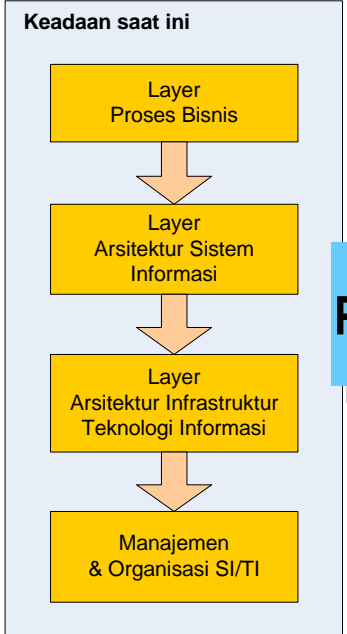 Keadaan saat ini
Layer
Proses Bisnis
Layer
Arsitektur Sistem
Informasi
Layer
Arsitektur Infrastruktur
Teknologi Informasi
Manajemen
& Organisasi SI/TI